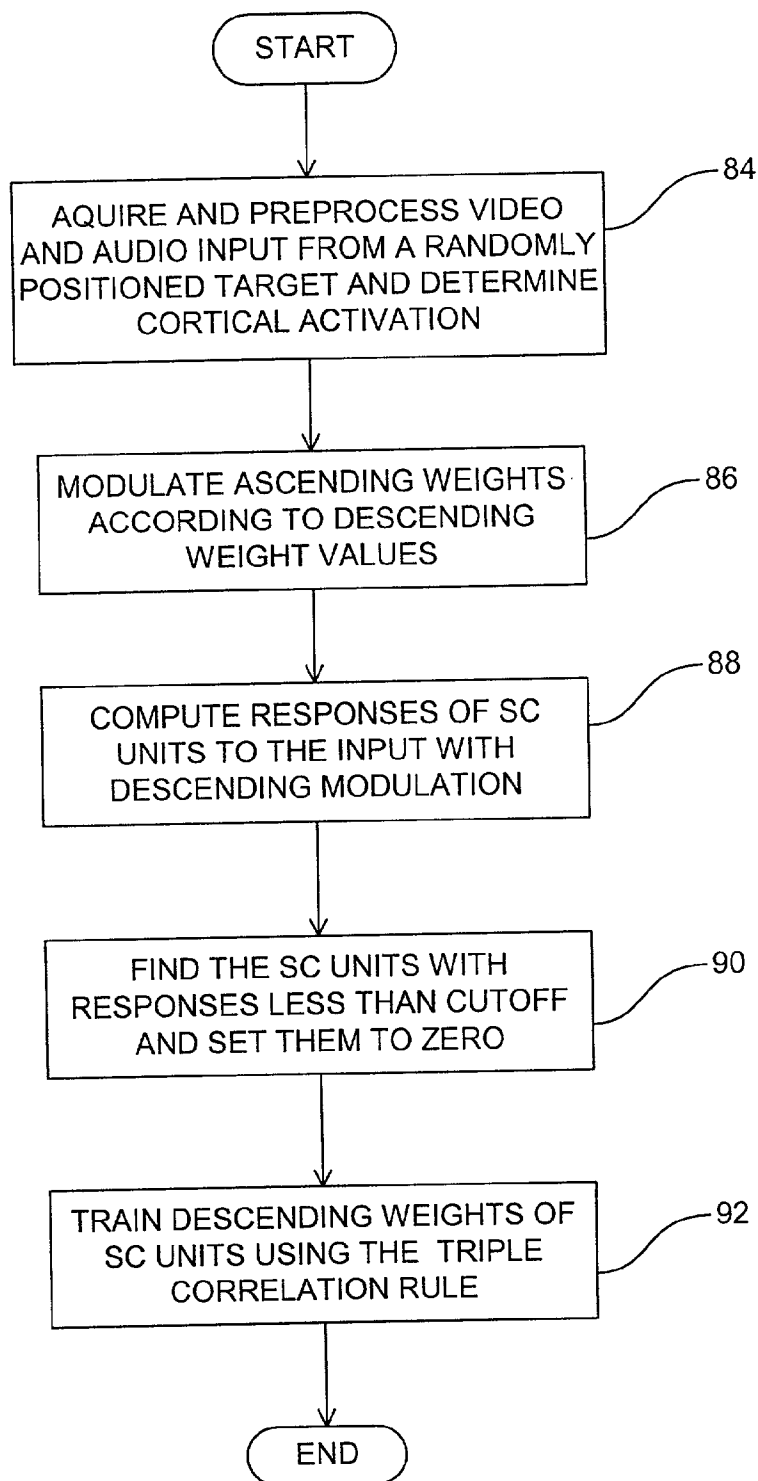 START
84
AQUIRE AND PREPROCESS VIDEO
AND AUDIO INPUT FROM A RANDOMLY
POSITIONED TARGET AND DETERMINE
CORTICAL ACTIVATION
86
MODULATE ASCENDING WEIGHTS
ACCORDING TO DESCENDING
WEIGHT VALUES
88
COMPUTE RESPONSES OF SC
UNITS TO THE INPUT WITH
DESCENDING MODULATION
90
FIND THE SC UNITS WITH
RESPONSES LESS THAN CUTOFF
AND SET THEM TO ZERO
92
TRAIN DESCENDING WEIGHTS OF
SC UNITS USING THE TRIPLE
CORRELATION RULE
END